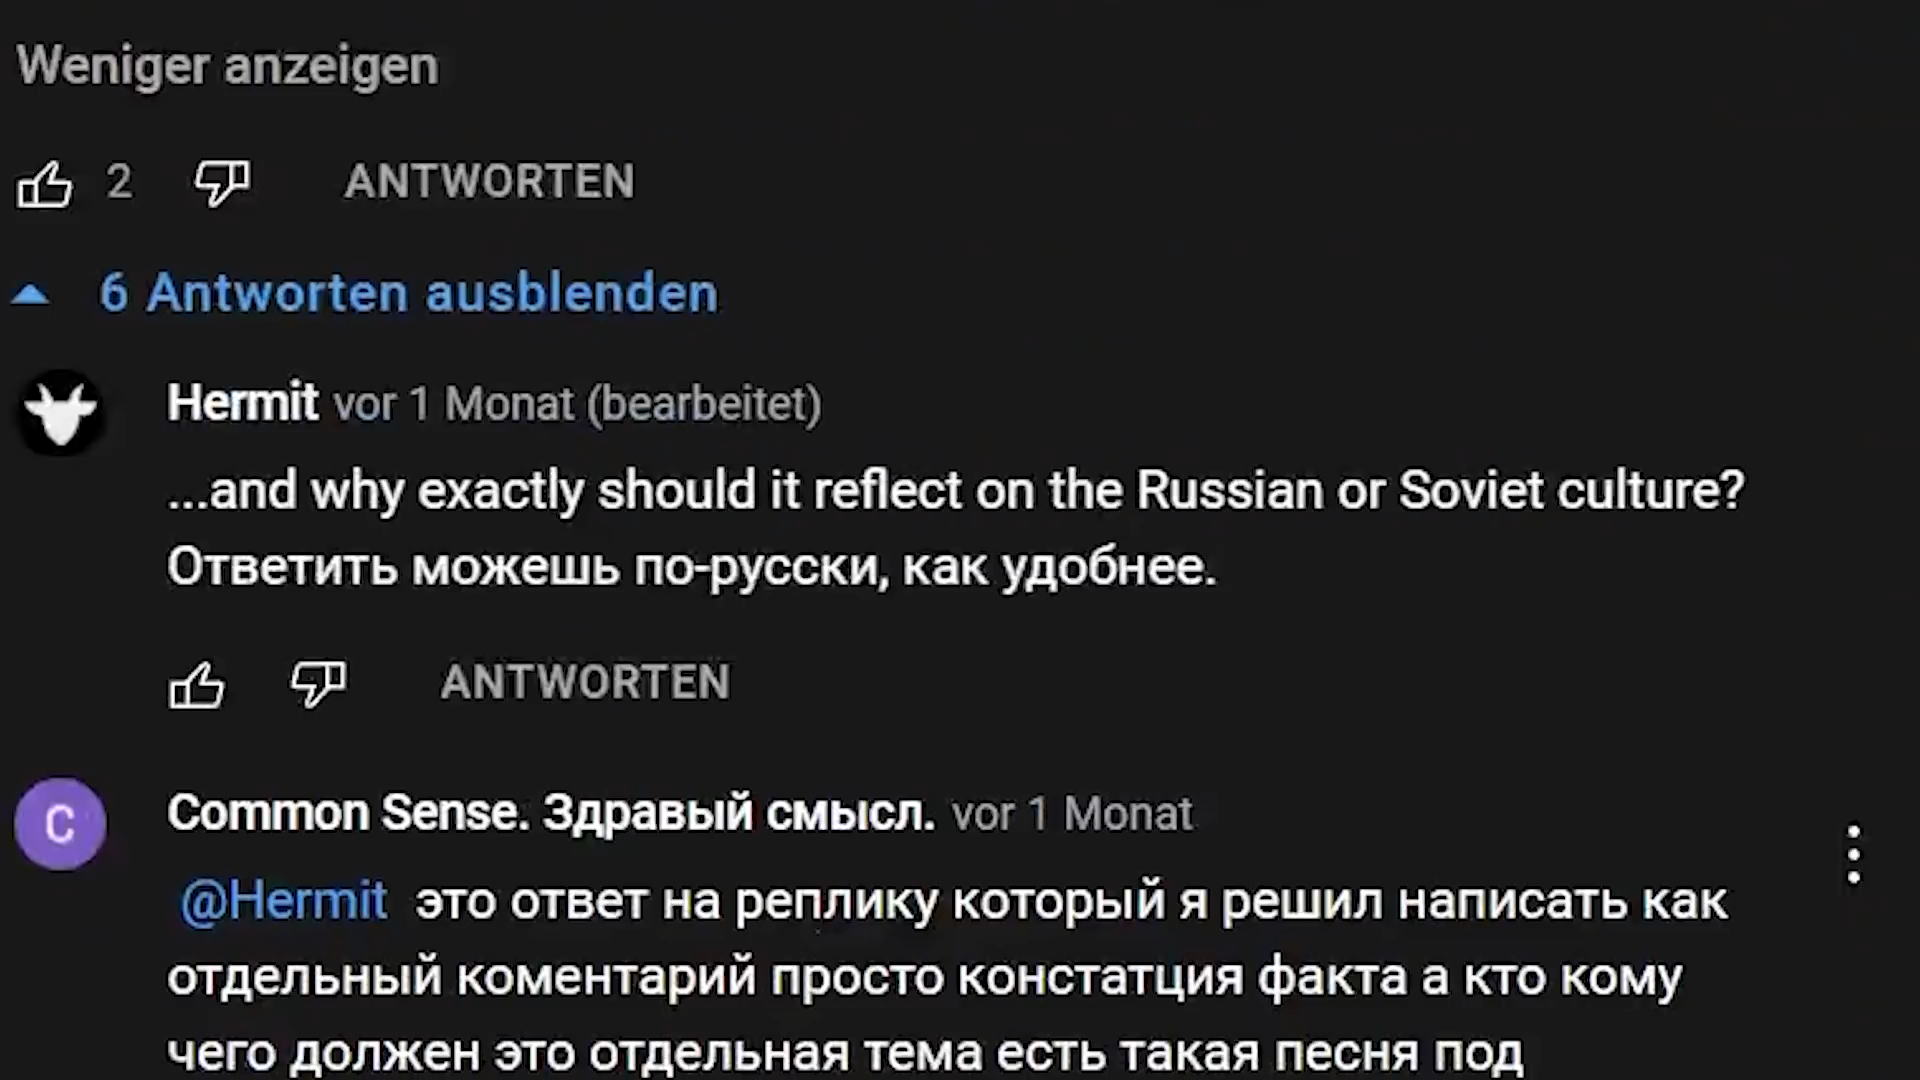 Weniger anzeigen
2 ANTWORTEN
6 Antworten ausblenden
Hermit vor 1 Monat (bearbeitet)
...and why exactly should it reflect on the Russian or Soviet culture?
Ответить можешь по-русски, как удобнее.
ANTWORTEN
C
Common Sense. Здравый смысл. vor 1 Monat
@Hermit это ответ на реплику который я решил написать как
отдельный коментарий просто констатция факта а кто кому
чего должен это отдельная тема есть такая песня под